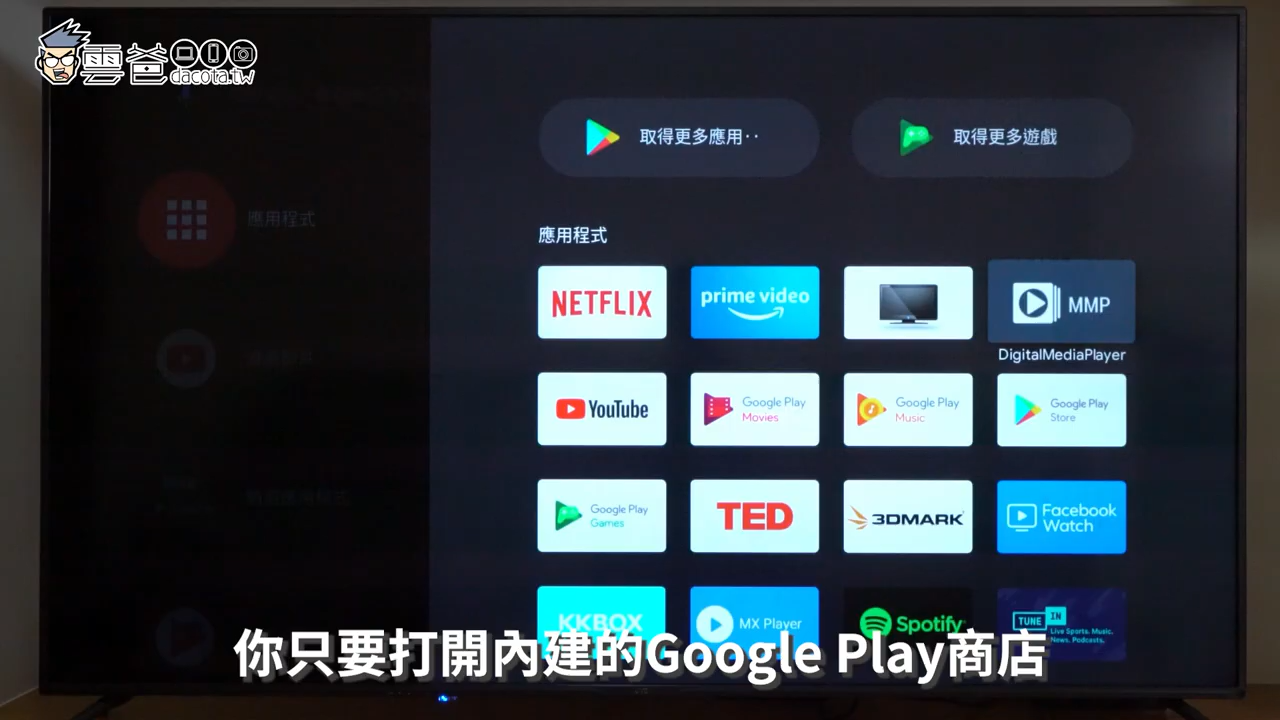 雲爸
dacota.tw
取得更多應用··
取得更多遊戲
應用程式
應用程式
NETFLIX
prime video
MMP
DigitalMediaPlayer
YouTube
Google Play
Movies
Google Play
Music
Google Play
Store
Google Play
Games
TED
3DMARK
Facebook
Watch
KKBOX
MX Player
Spotify
TUNE IN
Live Sports. Music.
News. Podcasts.
你只要打開內建的Google Play商店